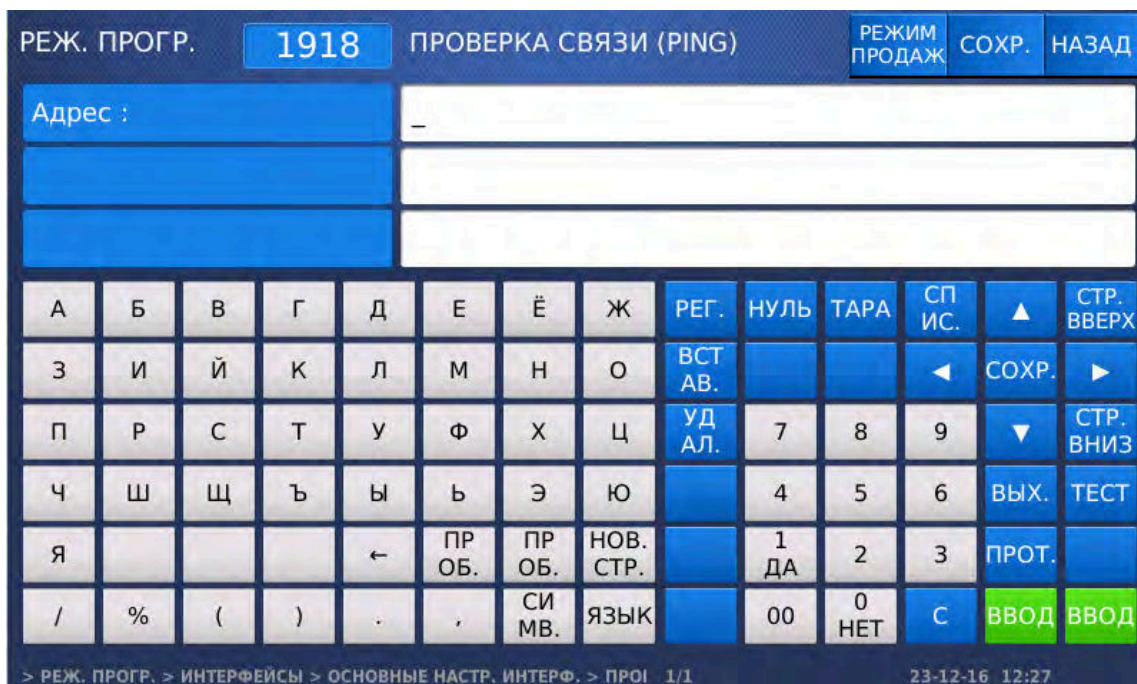 РЕЖ. ПРОГР. 1918 ПРОВЕРКА СВЯЗИ (PING) РЕЖИМ ПРОДАЖ СОХР. НАЗАД
Адрес : _
А Б В Г Д Е Ё Ж РЕГ. НУЛЬ ТАРА СП ИС. ▲ СТР. ВВЕРХ
З И Й К Л М Н О ВСТ АВ. ◀ СОХР. ▶
П Р С Т У Ф Х Ц УД АЛ. 7 8 9 ▼ СТР. ВНИЗ
Ч Ш Щ Ъ Ы Ь Э Ю 4 5 6 ВЫХ. ТЕСТ
Я ← ПР ОБ. ПР ОБ. НОВ. СТР. 1 ДА 2 3 ПРОТ.
/ % ( ) . , СИ МВ. ЯЗЫК 00 0 НЕТ C ВВОД ВВОД
> РЕЖ. ПРОГР. > ИНТЕРФЕЙСЫ > ОСНОВНЫЕ НАСТР. ИНТЕРФ. > ПРОІ 1/1 23-12-16 12:27